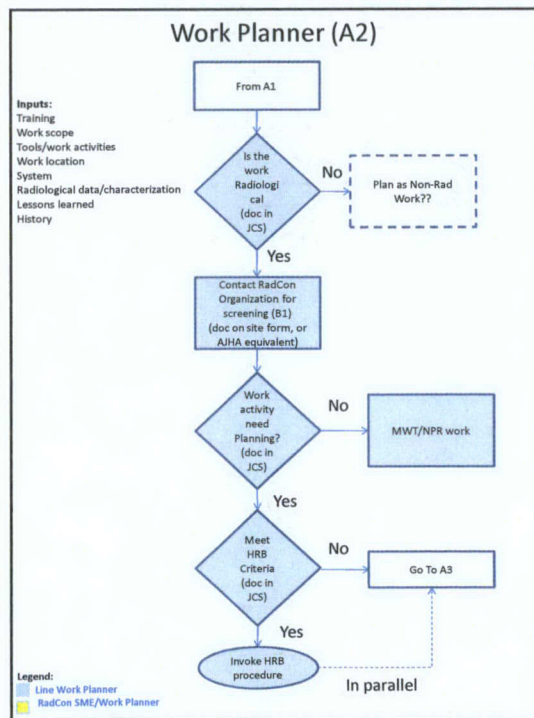 Work Planner (A2)
Inputs:
Training
Work scope
Tools/work activities
Work location
System
Radiological data/characterization
Lessons learned
History
From A1
Is the
work
Radiologi
cal
(doc in
JCS)
No
Plan as Non-Rad
Work??
Yes
Contact RadCon
Organization for
screening (B1)
(doc on site form, or
AJHA equivalent)
Work
activity
need
Planning?
(doc in
JCS)
No
MWT/NPR work
Yes
Meet
HRB
Criteria
(doc in
JCS)
No
Go To A3
Yes
Invoke HRB
procedure
In parallel
Legend:
Line Work Planner
RadCon SME/Work Planner